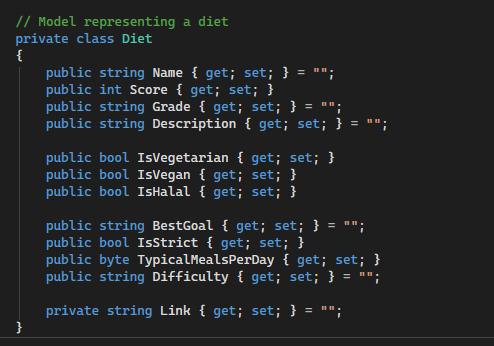 // Model representing a diet
private class Diet
{
    public string Name { get; set; } = "";
    public int Score { get; set; }
    public string Grade { get; set; } = "";
    public string Description { get; set; } = "";

    public bool IsVegetarian { get; set; }
    public bool IsVegan { get; set; }
    public bool IsHalal { get; set; }

    public string BestGoal { get; set; } = "";
    public bool IsStrict { get; set; }
    public byte TypicalMealsPerDay { get; set; }
    public string Difficulty { get; set; } = "";

    private string Link { get; set; } = "";
}